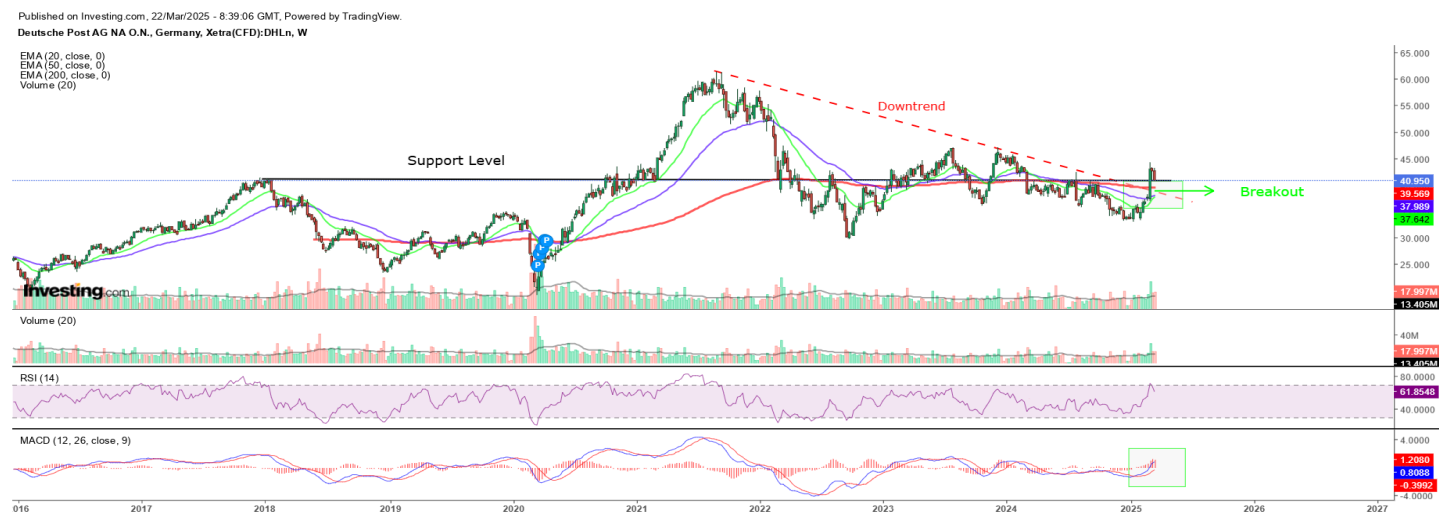 Published on Investing.com, 22/Mar/2025 - 8:39:06 GMT, Powered by TradingView.
Deutsche Post AG NA O.N., Germany, Xetra(CFD):DHLn, W
EMA (20, close, 0)
EMA (50, close, 0)
EMA (200, close, 0)
Volume (20)
65.000
60.000
55.000
50.000
45.000
40.950
39.569
37.989
37.642
30.000
25.000
17.997M
13.405M
Downtrend
Support Level
Breakout
P
P
P
Investing.com
Volume (20)
40M
17.997M
13.405M
RSI (14)
80.0000
61.8548
40.0000
MACD (12, 26, close, 9)
4.0000
1.2080
0.8088
-0.3992
-4.0000
016
2017
2018
2019
2020
2021
2022
2023
2024
2025
2026
2027